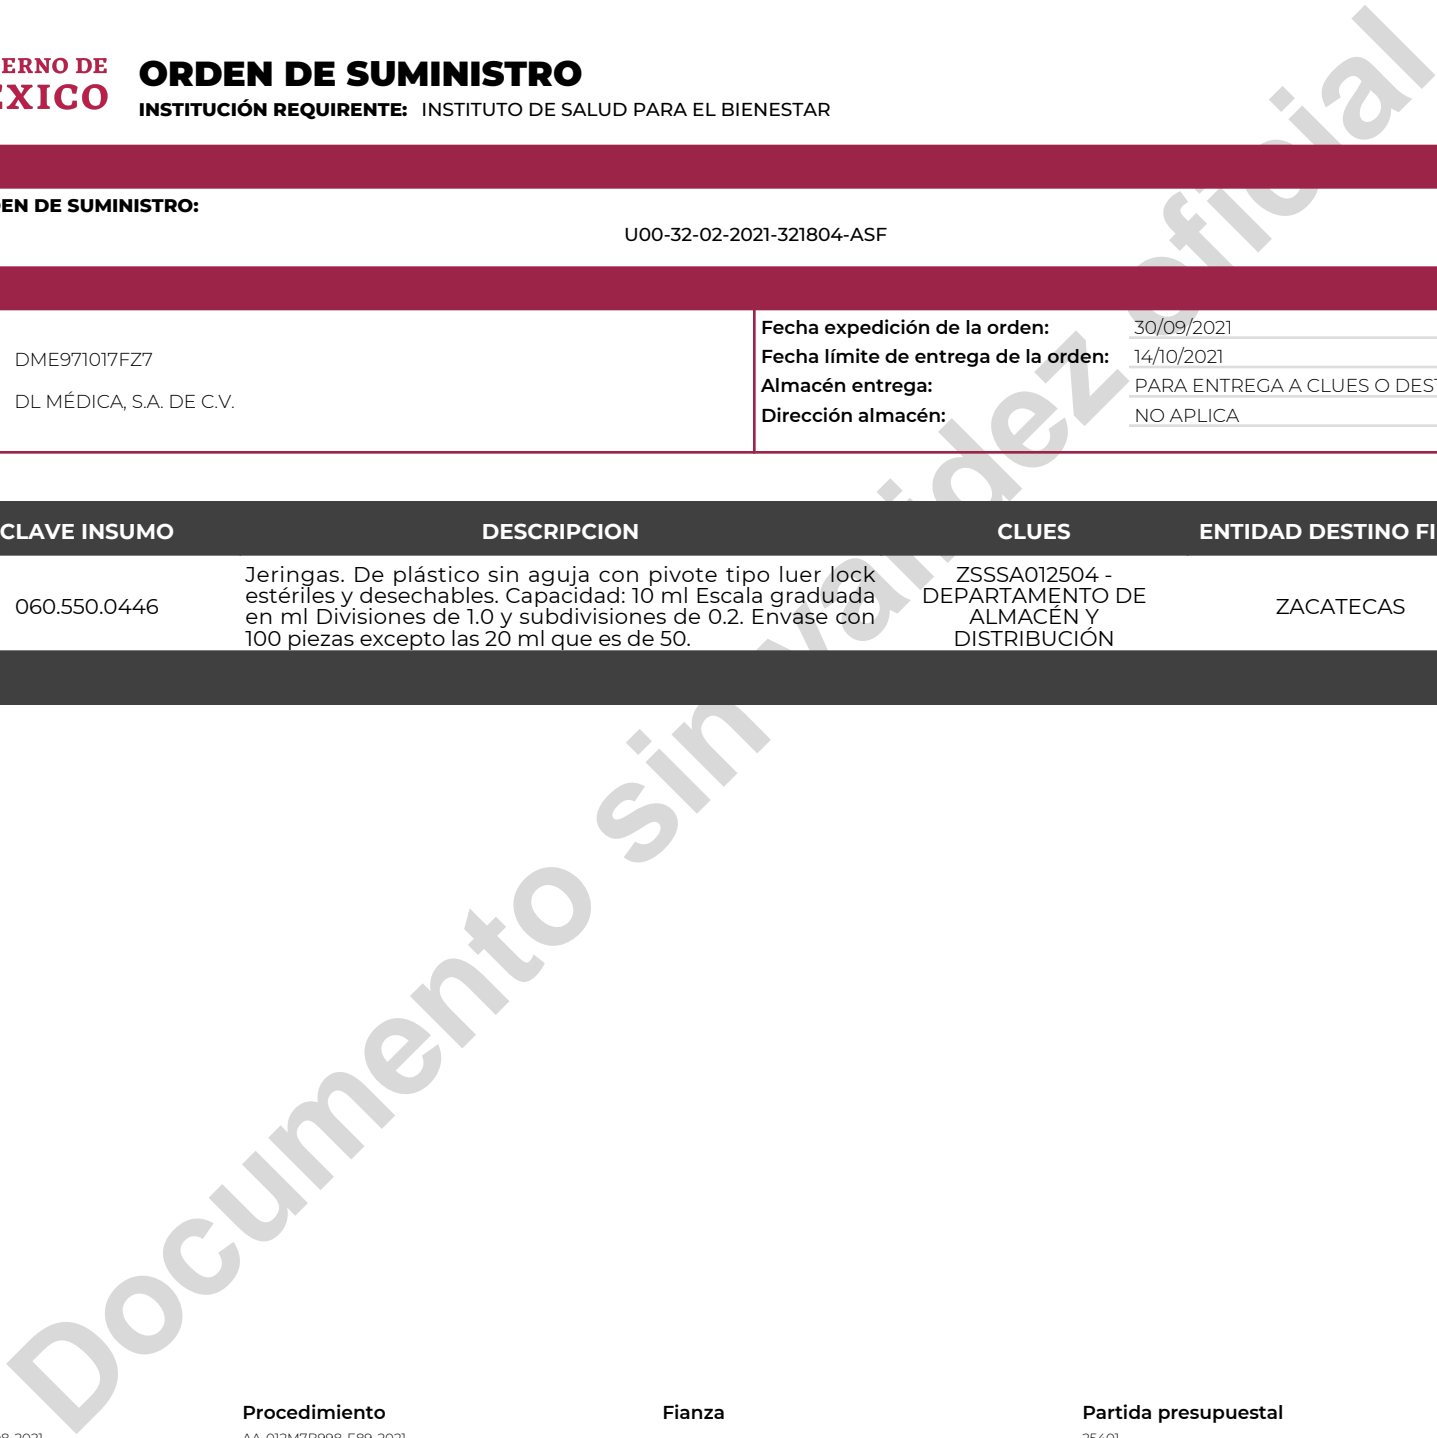 ERNO DE
ORDEN DE SUMINISTRO
INSTITUCIÓN REQUIRENTE: INSTITUTO DE SALUD PARA EL BIENESTAR
EN DE SUMINISTRO:
U00-32-02-2021-321804-ASF
DME971017FZ7
DL MÉDICA, S.A. DE C.V.
Fecha expedición de la orden: 30/09/2021
Fecha límite de entrega de la orden: 14/10/2021
Almacén entrega: PARA ENTREGA A CLUES O DEST
Dirección almacén: NO APLICA
CLAVE INSUMO DESCRIPCION CLUES ENTIDAD DESTINO FI
060.550.0446
Jeringas. De plástico sin aguja con pivote tipo luer lock
estériles y desechables. Capacidad: 10 ml Escala graduada
en ml Divisiones de 1.0 y subdivisiones de 0.2. Envase con
100 piezas excepto las 20 ml que es de 50.
ZSSSA012504 -
DEPARTAMENTO DE
ALMACÉN Y
DISTRIBUCIÓN
ZACATECAS
Documento sin validez oficial
Procedimiento Fianza Partida presupuestal